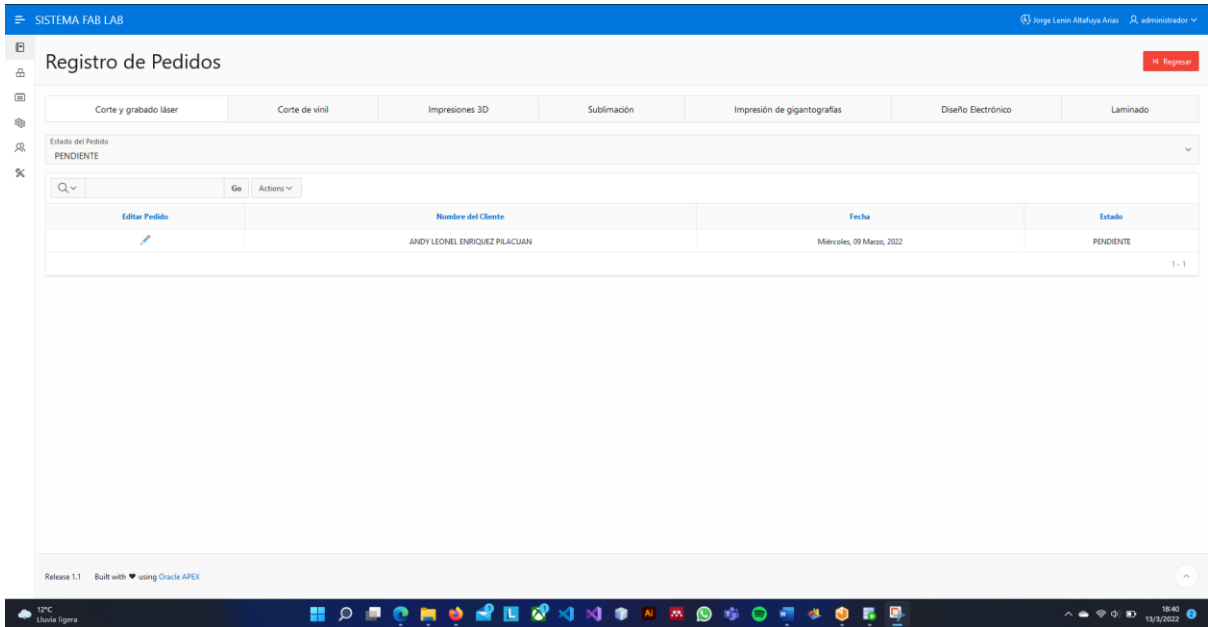 SISTEMA FAB LAB
Jorge Lenin Altafuya Arias administrador
Registro de Pedidos
Regresar
Corte y grabado láser Corte de vinil Impresiones 3D Sublimación Impresión de gigantografías Diseño Electrónico Laminado
Estado del Pedido
PENDIENTE
Go Actions
Editar Pedido Nombre del Cliente Fecha Estado
ANDY LEONEL ENRIQUEZ PILACUAN Miércoles, 09 Marzo, 2022 PENDIENTE
1 - 1
Release 1.1 Built with ♥ using Oracle APEX
12°C
Lluvia ligera
18:40
13/3/2022
2